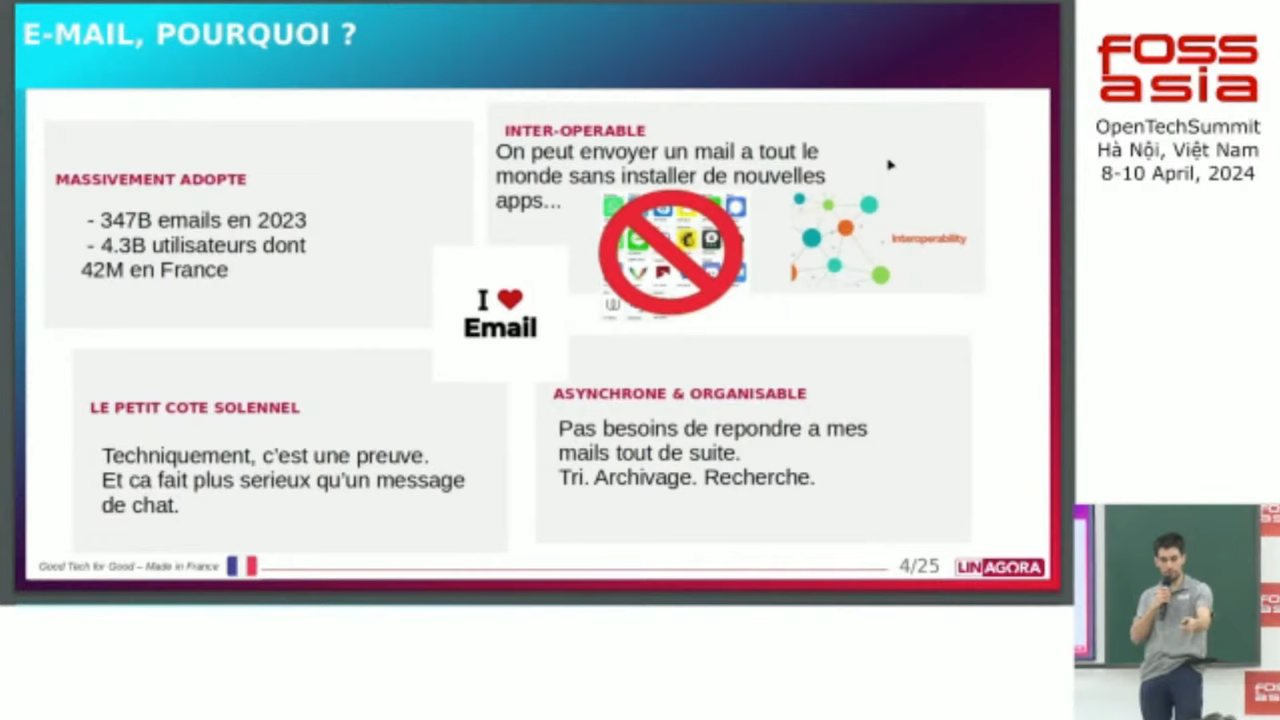 E-MAIL, POURQUOI ?
MASSIVEMENT ADOPTE
- 347B emails en 2023
- 4.3B utilisateurs dont
42M en France
INTER-OPERABLE
On peut envoyer un mail a tout le
monde sans installer de nouvelles
apps...
Interoperability
I ❤
Email
LE PETIT COTE SOLENNEL
Techniquement, c'est une preuve.
Et ca fait plus serieux qu'un message
de chat.
ASYNCHRONE & ORGANISABLE
Pas besoins de repondre a mes
mails tout de suite.
Tri. Archivage. Recherche.
Good Tech for Good – Made in France
4/25
LINAGORA
FOSS
asia
OpenTechSummit
Hà Nội, Việt Nam
8-10 April, 2024